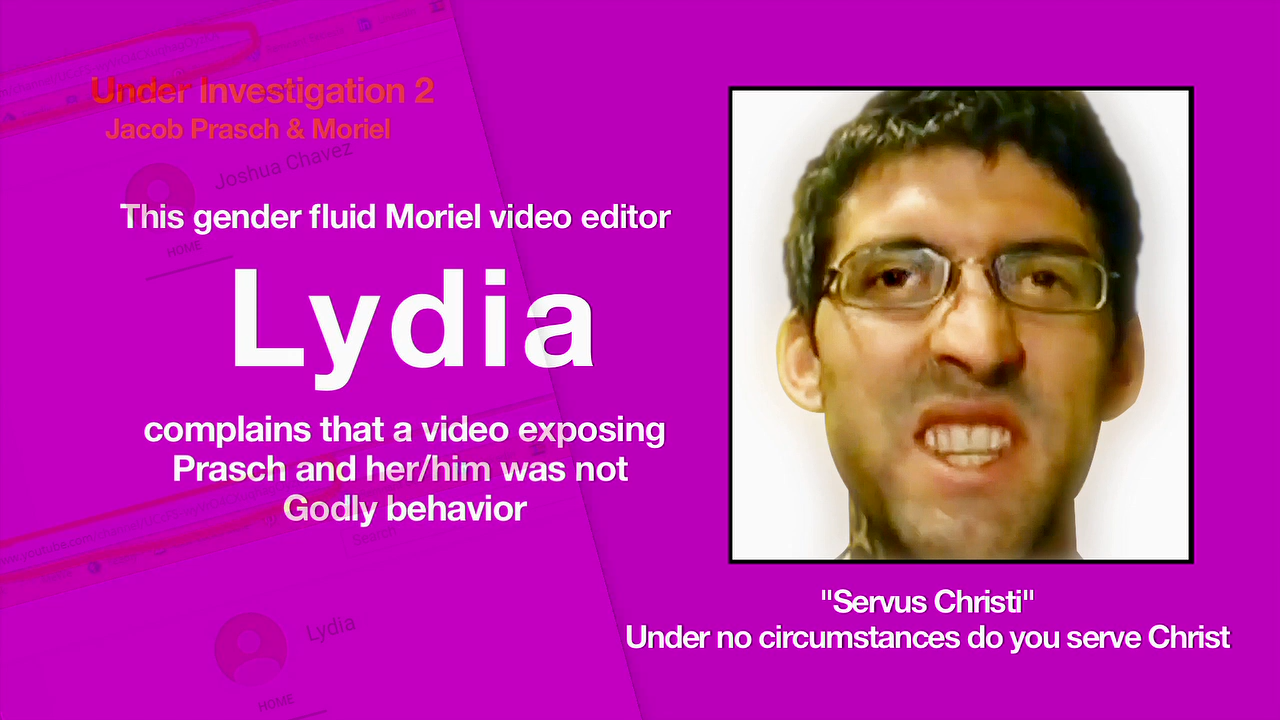 Under Investigation 2
Jacob Prasch & Moriel
Joshua Chavez
HOME
This gender fluid Moriel video editor
Lydia
complains that a video exposing
Prasch and her/him was not
Godly behavior
Search
Lydia
HOME
"Servus Christi"
Under no circumstances do you serve Christ